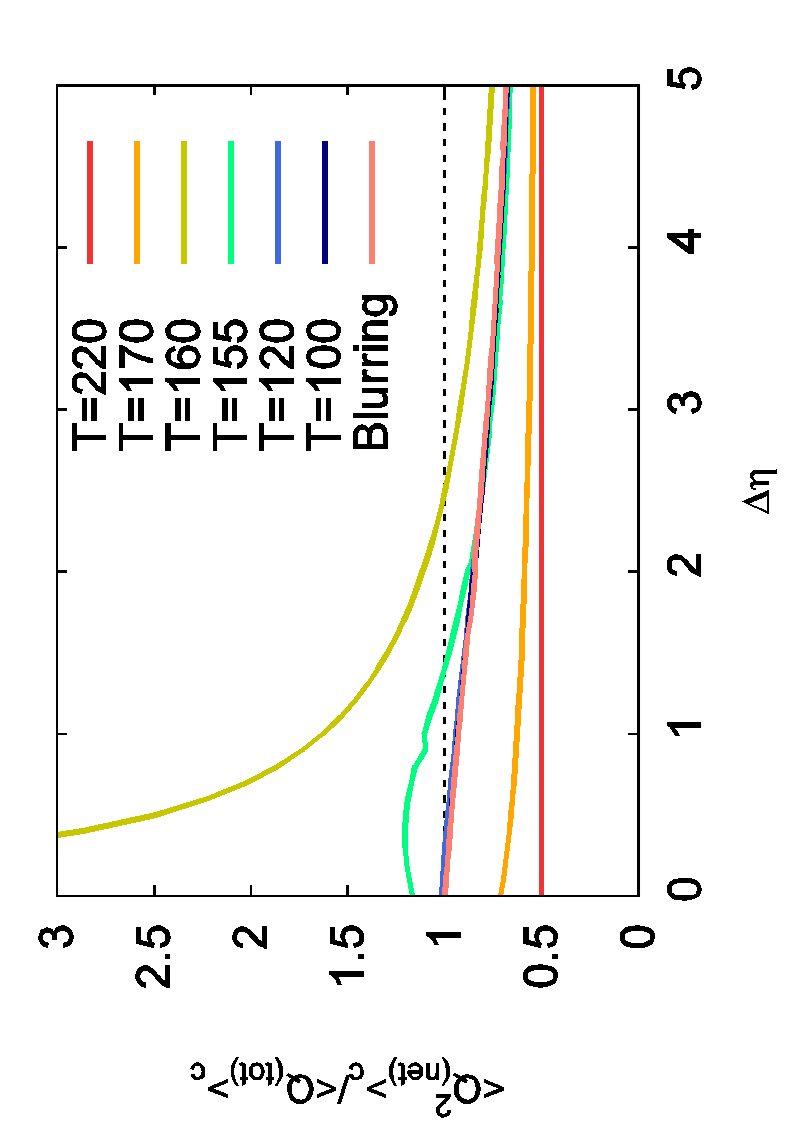 3
2.5
2
1.5
1
0.5
0
<Q²(net)>c/<Q(tot)>c
T=220
T=170
T=160
T=155
T=120
T=100
Blurring
0 1 2 3 4 5
Δη